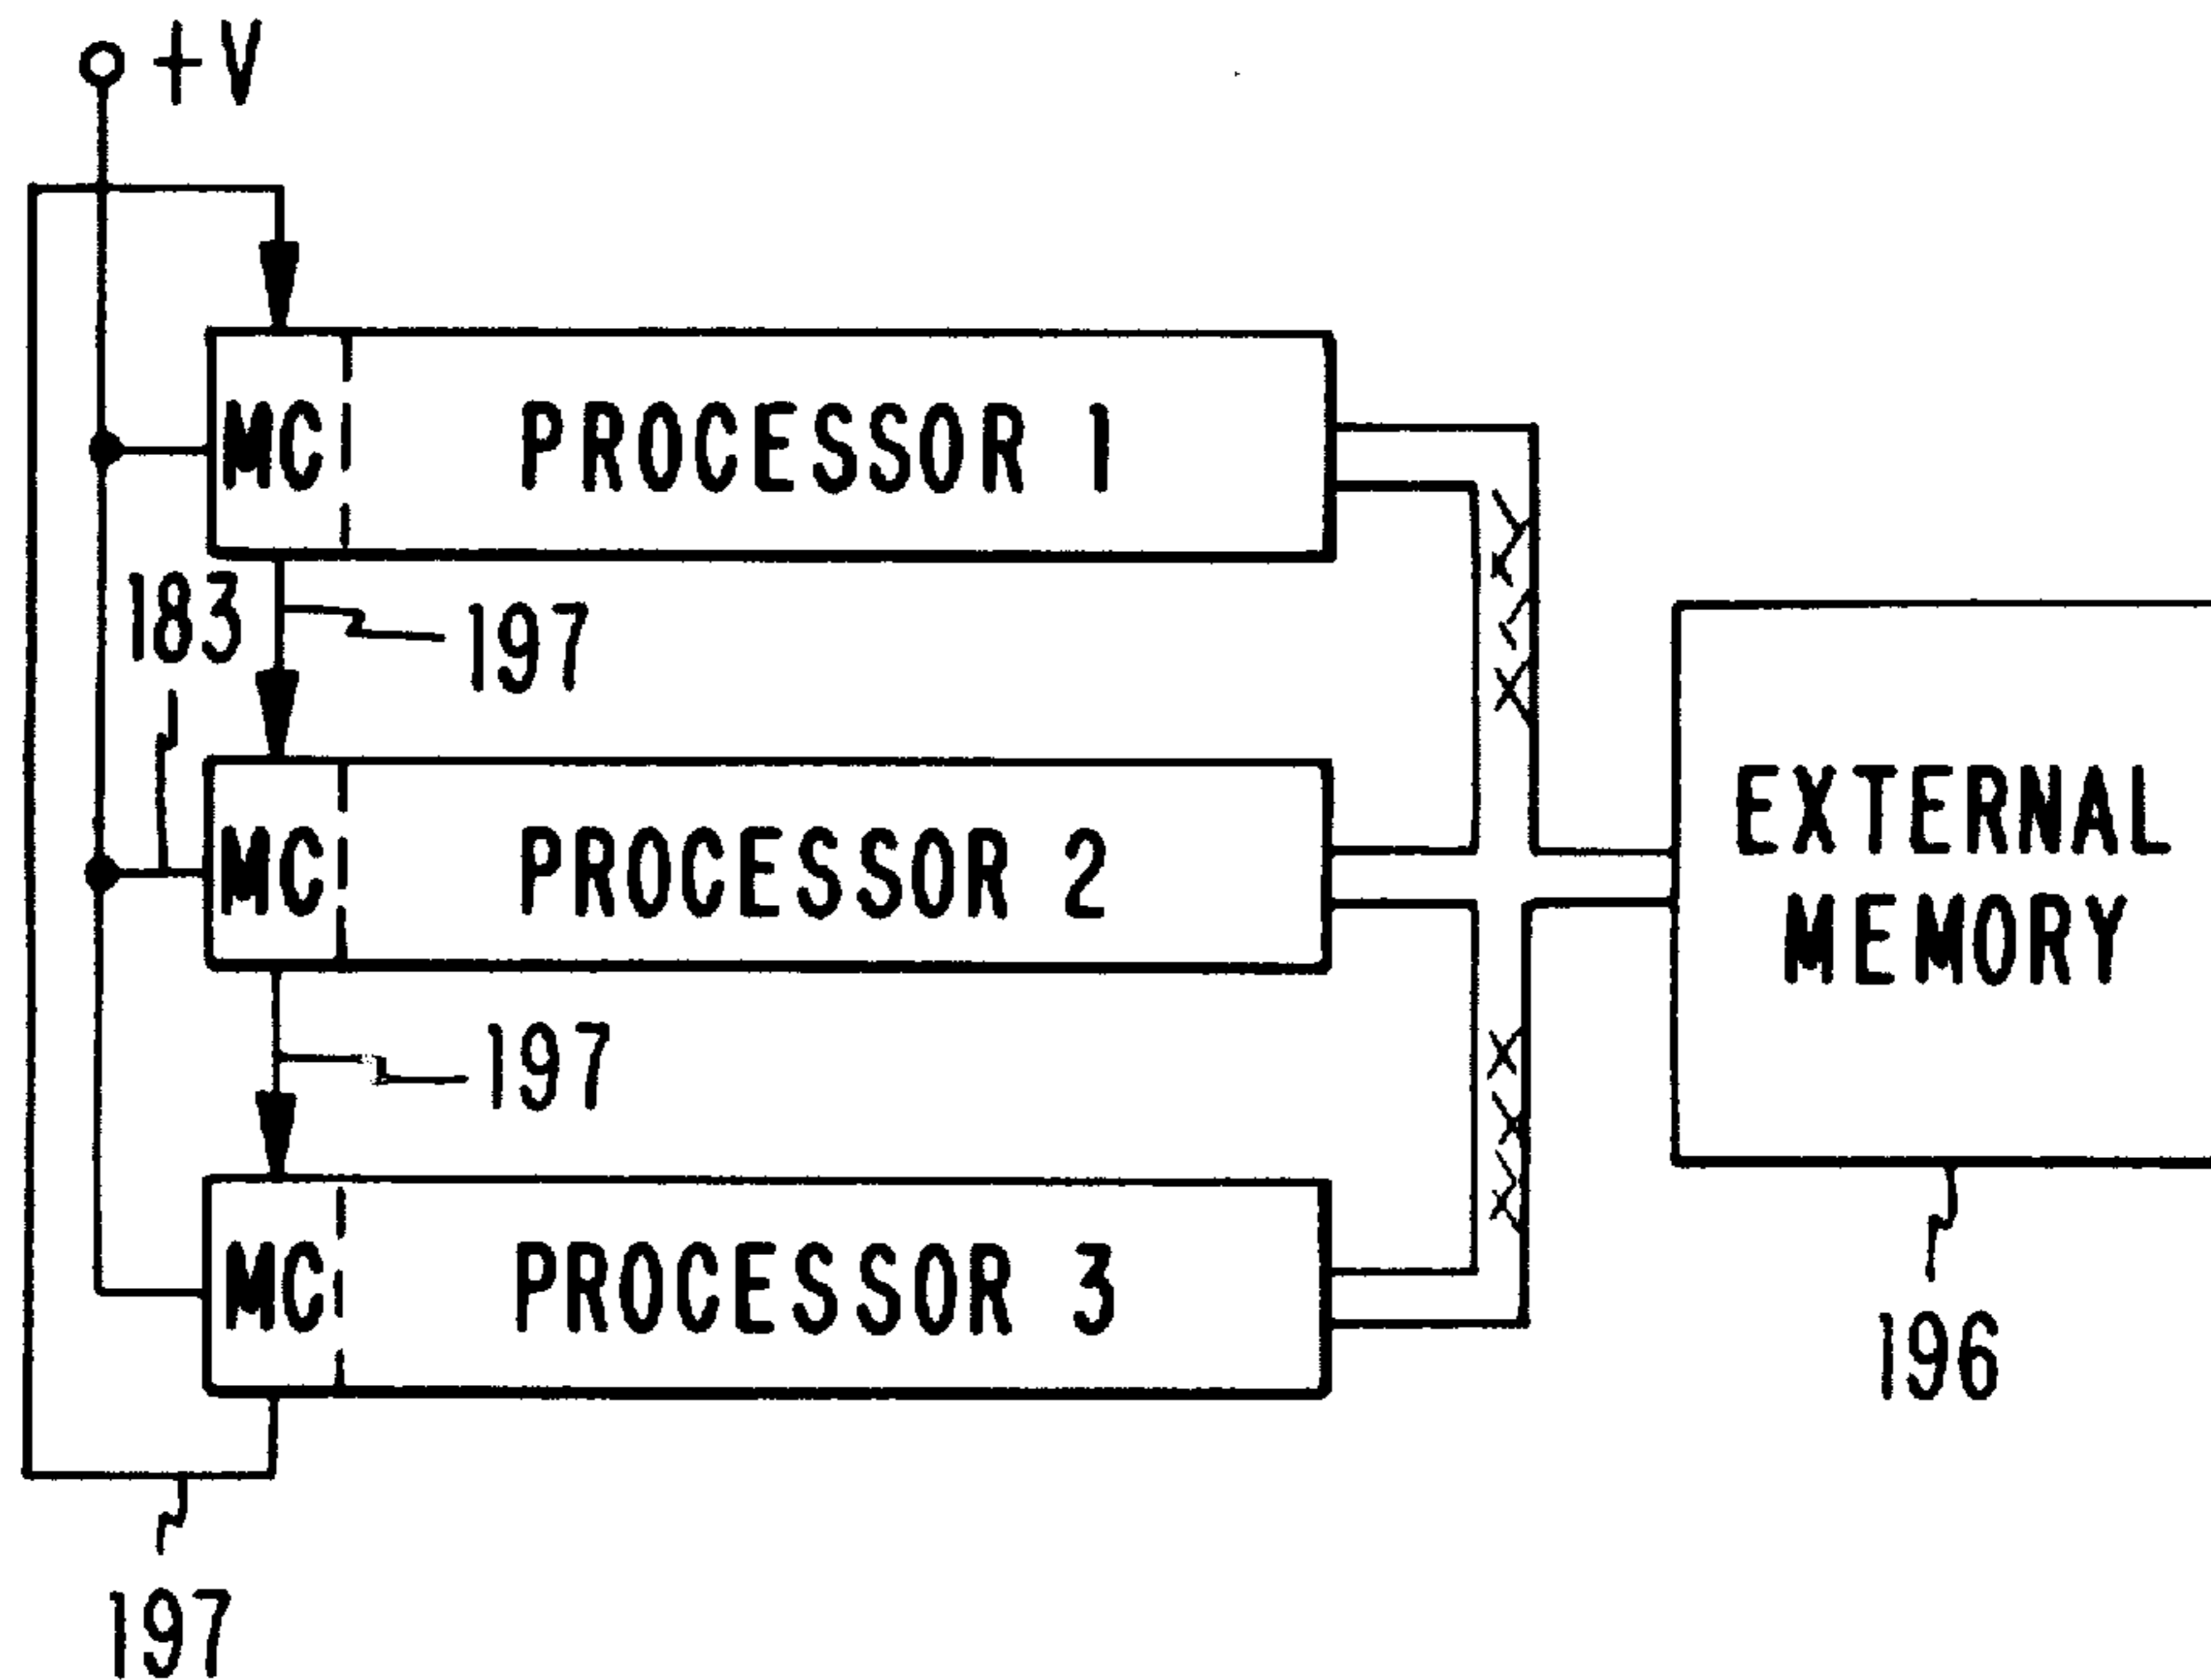 +V
MC PROCESSOR 1
183
197
MC PROCESSOR 2
EXTERNAL
MEMORY
197
MC PROCESSOR 3
196
197